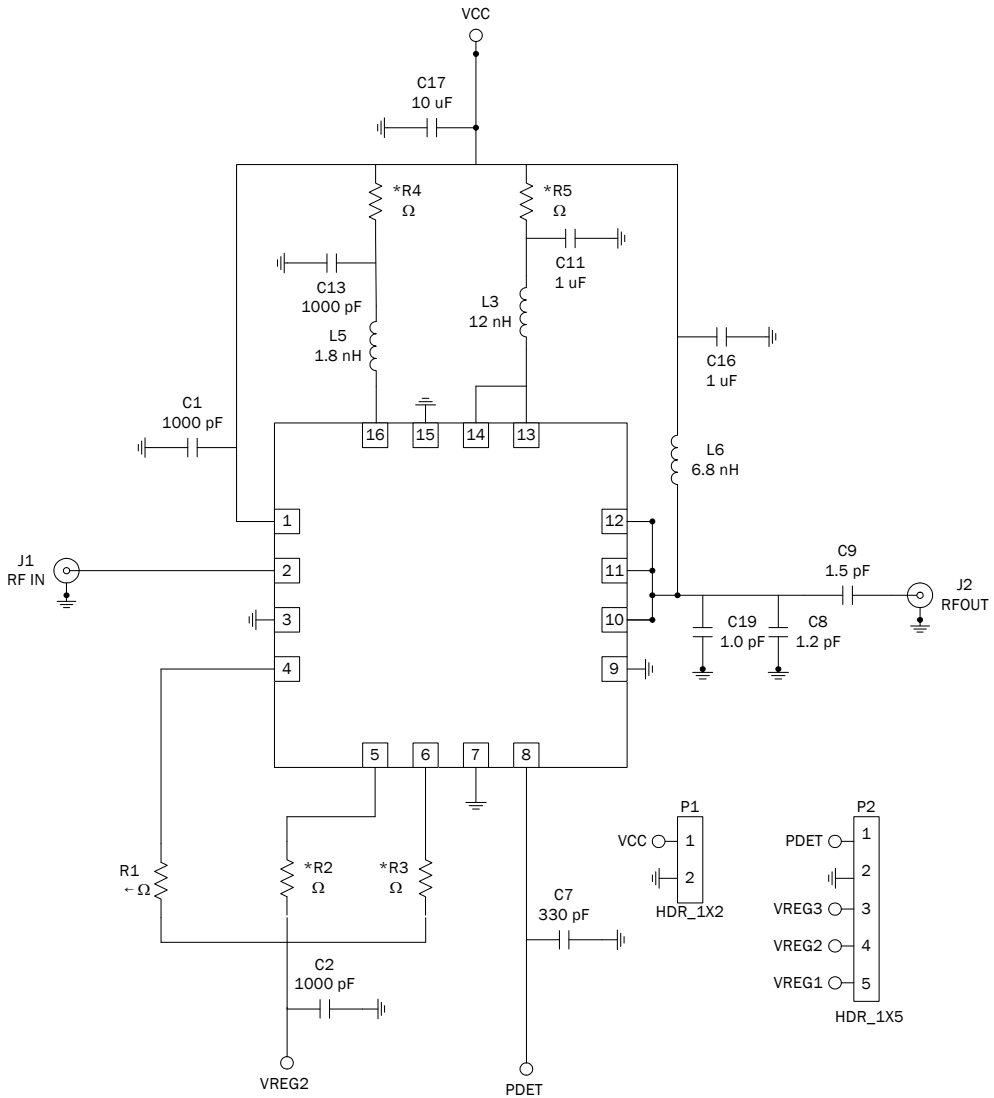 VCC
C17
10 uF
*R4
Ω
*R5
Ω
C13
1000 pF
C11
1 uF
L5
1.8 nH
L3
12 nH
C16
1 uF
C1
1000 pF
16
15
14
13
L6
6.8 nH
1
2
3
4
12
11
10
9
J1
RF IN
C9
1.5 pF
J2
RFOUT
C19
1.0 pF
C8
1.2 pF
5
6
7
8
R1
←Ω
*R2
Ω
*R3
Ω
C7
330 pF
C2
1000 pF
VREG2
PDET
P1
VCC
1
2
HDR_1X2
P2
PDET
1
2
VREG3
3
VREG2
4
VREG1
5
HDR_1X5